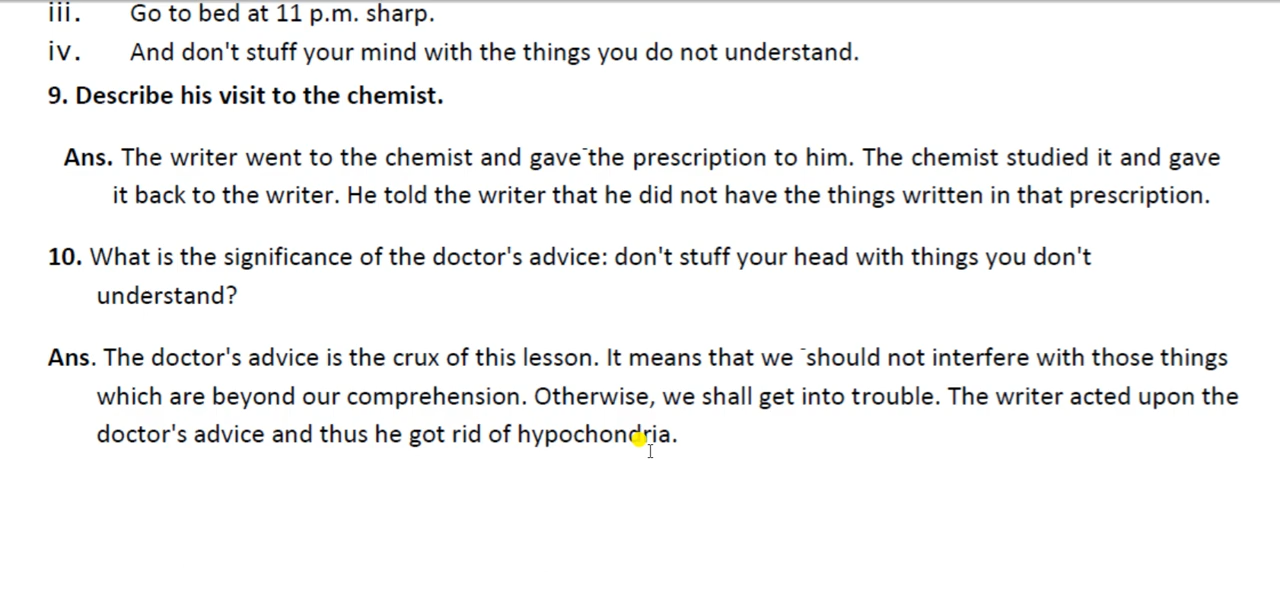 iii. Go to bed at 11 p.m. sharp.
iv. And don't stuff your mind with the things you do not understand.
9. Describe his visit to the chemist.
Ans. The writer went to the chemist and gave the prescription to him. The chemist studied it and gave
it back to the writer. He told the writer that he did not have the things written in that prescription.
10. What is the significance of the doctor's advice: don't stuff your head with things you don't
understand?
Ans. The doctor's advice is the crux of this lesson. It means that we should not interfere with those things
which are beyond our comprehension. Otherwise, we shall get into trouble. The writer acted upon the
doctor's advice and thus he got rid of hypochondria.